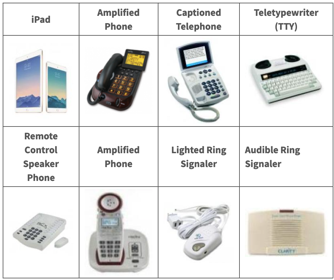 iPad
Amplified
Phone
Captioned
Telephone
Teletypewriter
(TTY)
Remote
Control
Speaker
Phone
Amplified
Phone
Lighted Ring
Signaler
Audible Ring
Signaler
CLARITY